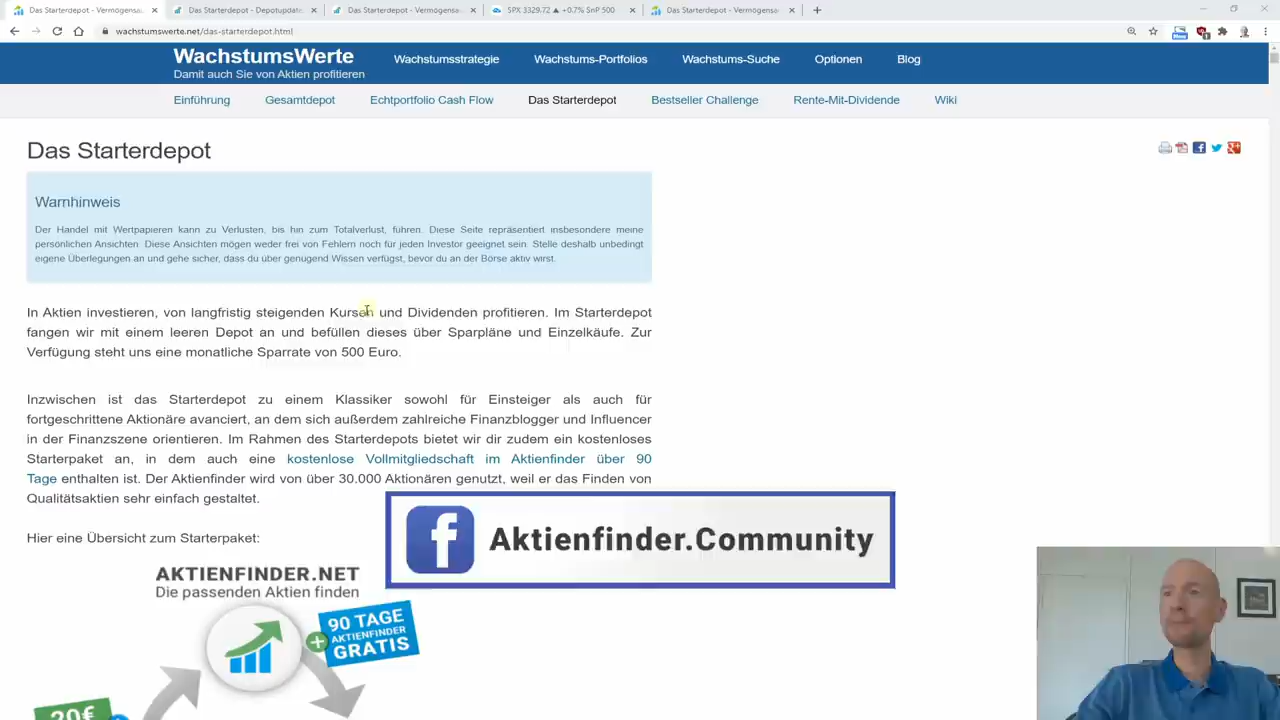 Das Starterdepot - Vermögensa
Das Starterdepot - Depotupdate
Das Starterdepot - Vermögensa
SPX 3329.72 ▲ +0.7% SnP 500
Das Starterdepot - Vermögensa
wachstumswerte.net/das-starterdepot.html
WachstumsWerte
Damit auch Sie von Aktien profitieren
Wachstumsstrategie
Wachstums-Portfolios
Wachstums-Suche
Optionen
Blog
Einführung
Gesamtdepot
Echtportfolio Cash Flow
Das Starterdepot
Bestseller Challenge
Rente-Mit-Dividende
Wiki
Das Starterdepot
Warnhinweis
Der Handel mit Wertpapieren kann zu Verlusten, bis hin zum Totalverlust, führen. Diese Seite repräsentiert insbesondere meine
persönlichen Ansichten. Diese Ansichten mögen weder frei von Fehlern noch für jeden Investor geeignet sein. Stelle deshalb unbedingt
eigene Überlegungen an und gehe sicher, dass du über genugend Wissen verfügst, bevor du an der Börse aktiv wirst.
In Aktien investieren, von langfristig steigenden Kursen und Dividenden profitieren. Im Starterdepot
fangen wir mit einem leeren Depot an und befüllen dieses über Sparpläne und Einzelkäufe. Zur
Verfügung steht uns eine monatliche Sparrate von 500 Euro.
Inzwischen ist das Starterdepot zu einem Klassiker sowohl für Einsteiger als auch für
fortgeschrittene Aktionäre avanciert, an dem sich außerdem zahlreiche Finanzblogger und Influencer
in der Finanzszene orientieren. Im Rahmen des Starterdepots bietet wir dir zudem ein kostenloses
Starterpaket an, in dem auch eine kostenlose Vollmitgliedschaft im Aktienfinder über 90
Tage enthalten ist. Der Aktienfinder wird von über 30.000 Aktionären genutzt, weil er das Finden von
Qualitätsaktien sehr einfach gestaltet.
Hier eine Übersicht zum Starterpaket:
Aktienfinder.Community
AKTIENFINDER.NET
Die passenden Aktien finden
90 TAGE
AKTIENFINDER
GRATIS
20€